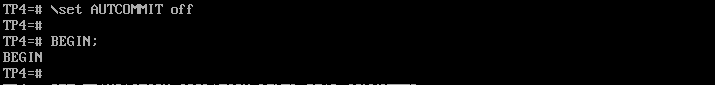 TP4=# \set AUTCOMMIT off
TP4=#
TP4=# BEGIN;
BEGIN
TP4=#